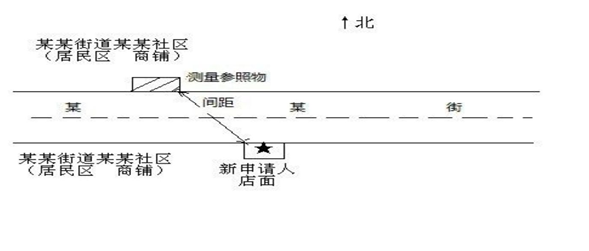 ↑北
某某街道某某社区
（居民区 商铺）
测量参照物
间距
某 某 街
某某街道某某社区
（居民区 商铺）
新申请人
店面